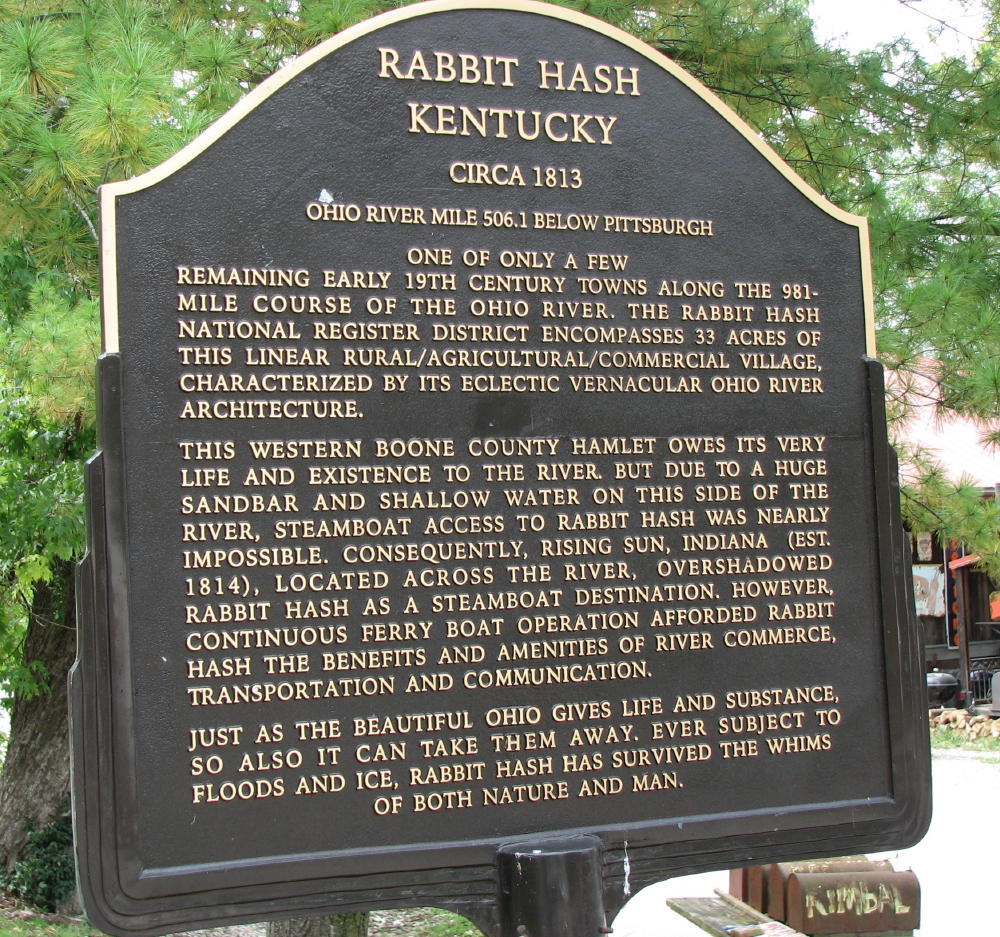 RABBIT HASH
KENTUCKY
CIRCA 1813
OHIO RIVER MILE 506.1 BELOW PITTSBURGH
ONE OF ONLY A FEW
REMAINING EARLY 19TH CENTURY TOWNS ALONG THE 981-
MILE COURSE OF THE OHIO RIVER. THE RABBIT HASH
NATIONAL REGISTER DISTRICT ENCOMPASSES 33 ACRES OF
THIS LINEAR RURAL/AGRICULTURAL/COMMERCIAL VILLAGE,
CHARACTERIZED BY ITS ECLECTIC VERNACULAR OHIO RIVER
ARCHITECTURE.
THIS WESTERN BOONE COUNTY HAMLET OWES ITS VERY
LIFE AND EXISTENCE TO THE RIVER. BUT DUE TO A HUGE
SANDBAR AND SHALLOW WATER ON THIS SIDE OF THE
RIVER, STEAMBOAT ACCESS TO RABBIT HASH WAS NEARLY
IMPOSSIBLE. CONSEQUENTLY, RISING SUN, INDIANA (EST.
1814), LOCATED ACROSS THE RIVER, OVERSHADOWED
RABBIT HASH AS A STEAMBOAT DESTINATION. HOWEVER,
CONTINUOUS FERRY BOAT OPERATION AFFORDED RABBIT
HASH THE BENEFITS AND AMENITIES OF RIVER COMMERCE,
TRANSPORTATION AND COMMUNICATION.
JUST AS THE BEAUTIFUL OHIO GIVES LIFE AND SUBSTANCE,
SO ALSO IT CAN TAKE THEM AWAY. EVER SUBJECT TO
FLOODS AND ICE, RABBIT HASH HAS SURVIVED THE WHIMS
OF BOTH NATURE AND MAN.
KIMBAL